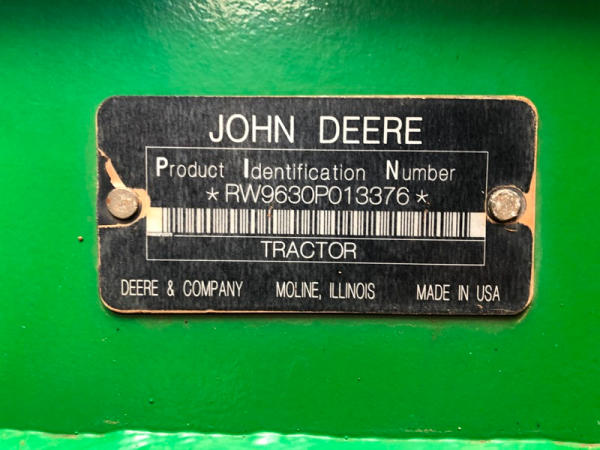 JOHN DEERE
Product Identification Number
*RW9630P013376*
TRACTOR
DEERE & COMPANY MOLINE, ILLINOIS MADE IN USA